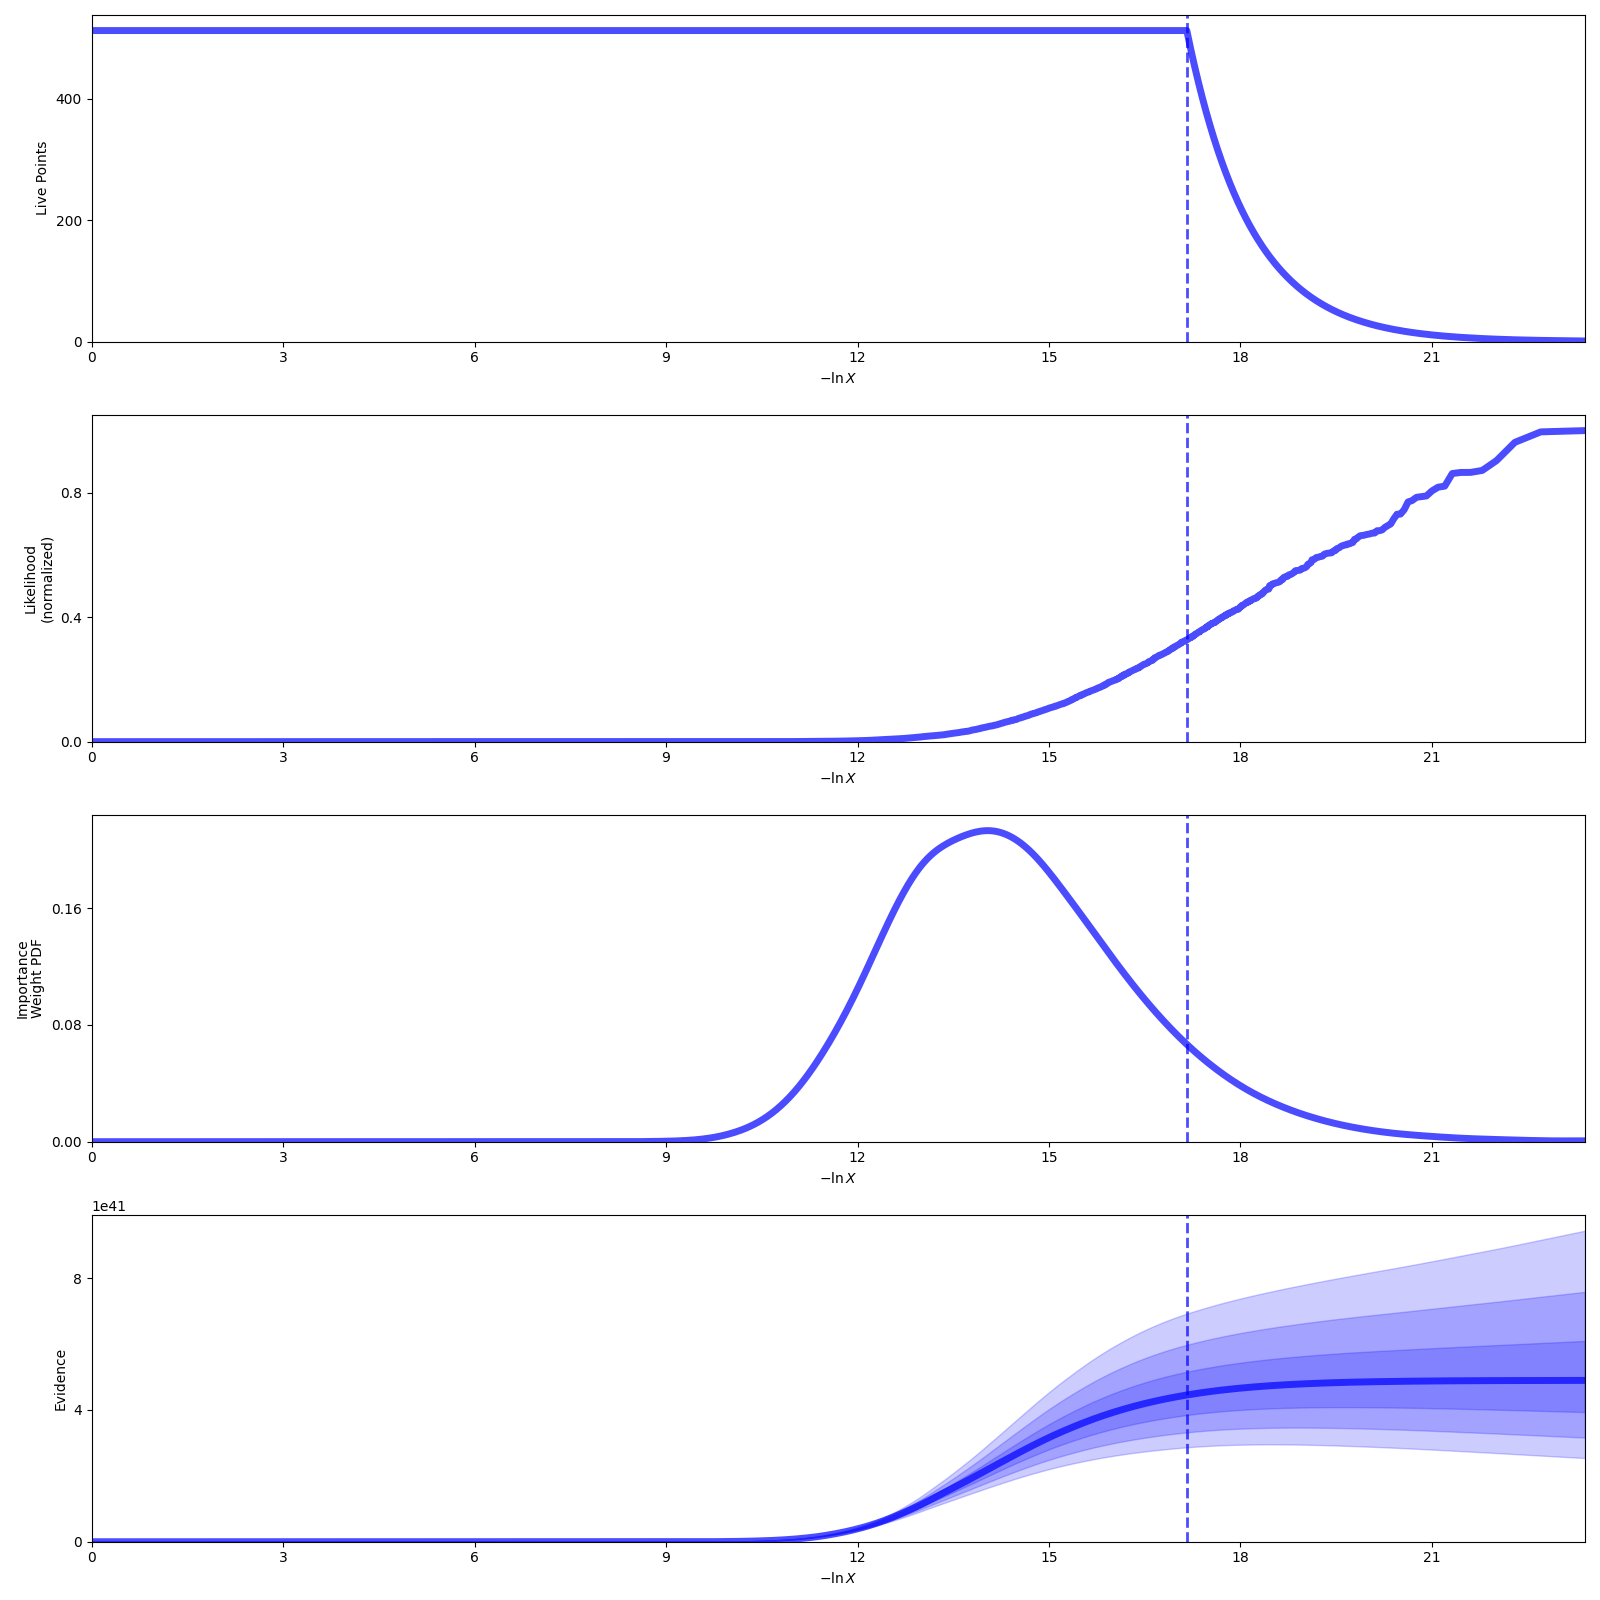 400
200
0
Live Points
0 3 6 9 12 15 18 21
−ln X
0.8
0.4
0.0
Likelihood
(normalized)
0 3 6 9 12 15 18 21
−ln X
0.16
0.08
0.00
Importance
Weight PDF
0 3 6 9 12 15 18 21
−ln X
1e41
8
4
0
Evidence
0 3 6 9 12 15 18 21
−ln X